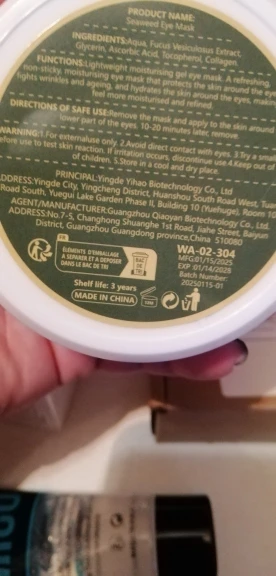 PRODUCT NAME:
Seaweed Eye Mask
INGREDIENTS:Aqua, Fucus Vesiculosus Extract,
Glycerin, Ascorbic Acid, Tocopherol, Collagen
FUNCTIONS:Lightweight moisturising gel eye mask. A refreshing,
non-sticky, moisturising eye mask that protects the skin around the eye
fights wrinkles and ageing, and hydrates the skin around the eyes, make
feel more moisturised and refined.
DIRECTIONS OF SAFE USE:Remove the mask and apply to the skin around
lower part of the eyes. 10-20 minutes later, remove.
WARNING:1.For external use only. 2.Avoid direct contact with eyes. 3.Try a small
before use to test skin reaction. If irritation occurs, discontinue use.4.Keep out of
of children. 5.Store in a cool and dry place.
PRINCIPAL:Yingde Yihao Biotechnology Co., Ltd
ADDRESS:Yingde City, Yingcheng District, Huanshou South Road West,
Road South, Yuegui Lake Garden Phase II, Building 10 (Yuehuge), Room
AGENT/MANUFACTURER:Guangzhou Qiaoyan Biotechnology Co., Ltd.
ADDRESS:No.7-5, Changhong Shuanghe 1st Road, Jiahe Street, Baiyun
District, Guangzhou Guangdong province,China 510080
FR
ÉLÉMENTS D'EMBALLAGE
À SÉPARER ET À DÉPOSER
DANS LE BAC DE TRI
BAC
DE
TRI
WA-02-304
MFG:01/15/2025
EXP 01/14/2028
Batch Number:
20250115-01
Shelf life: 3 years
MADE IN CHINA